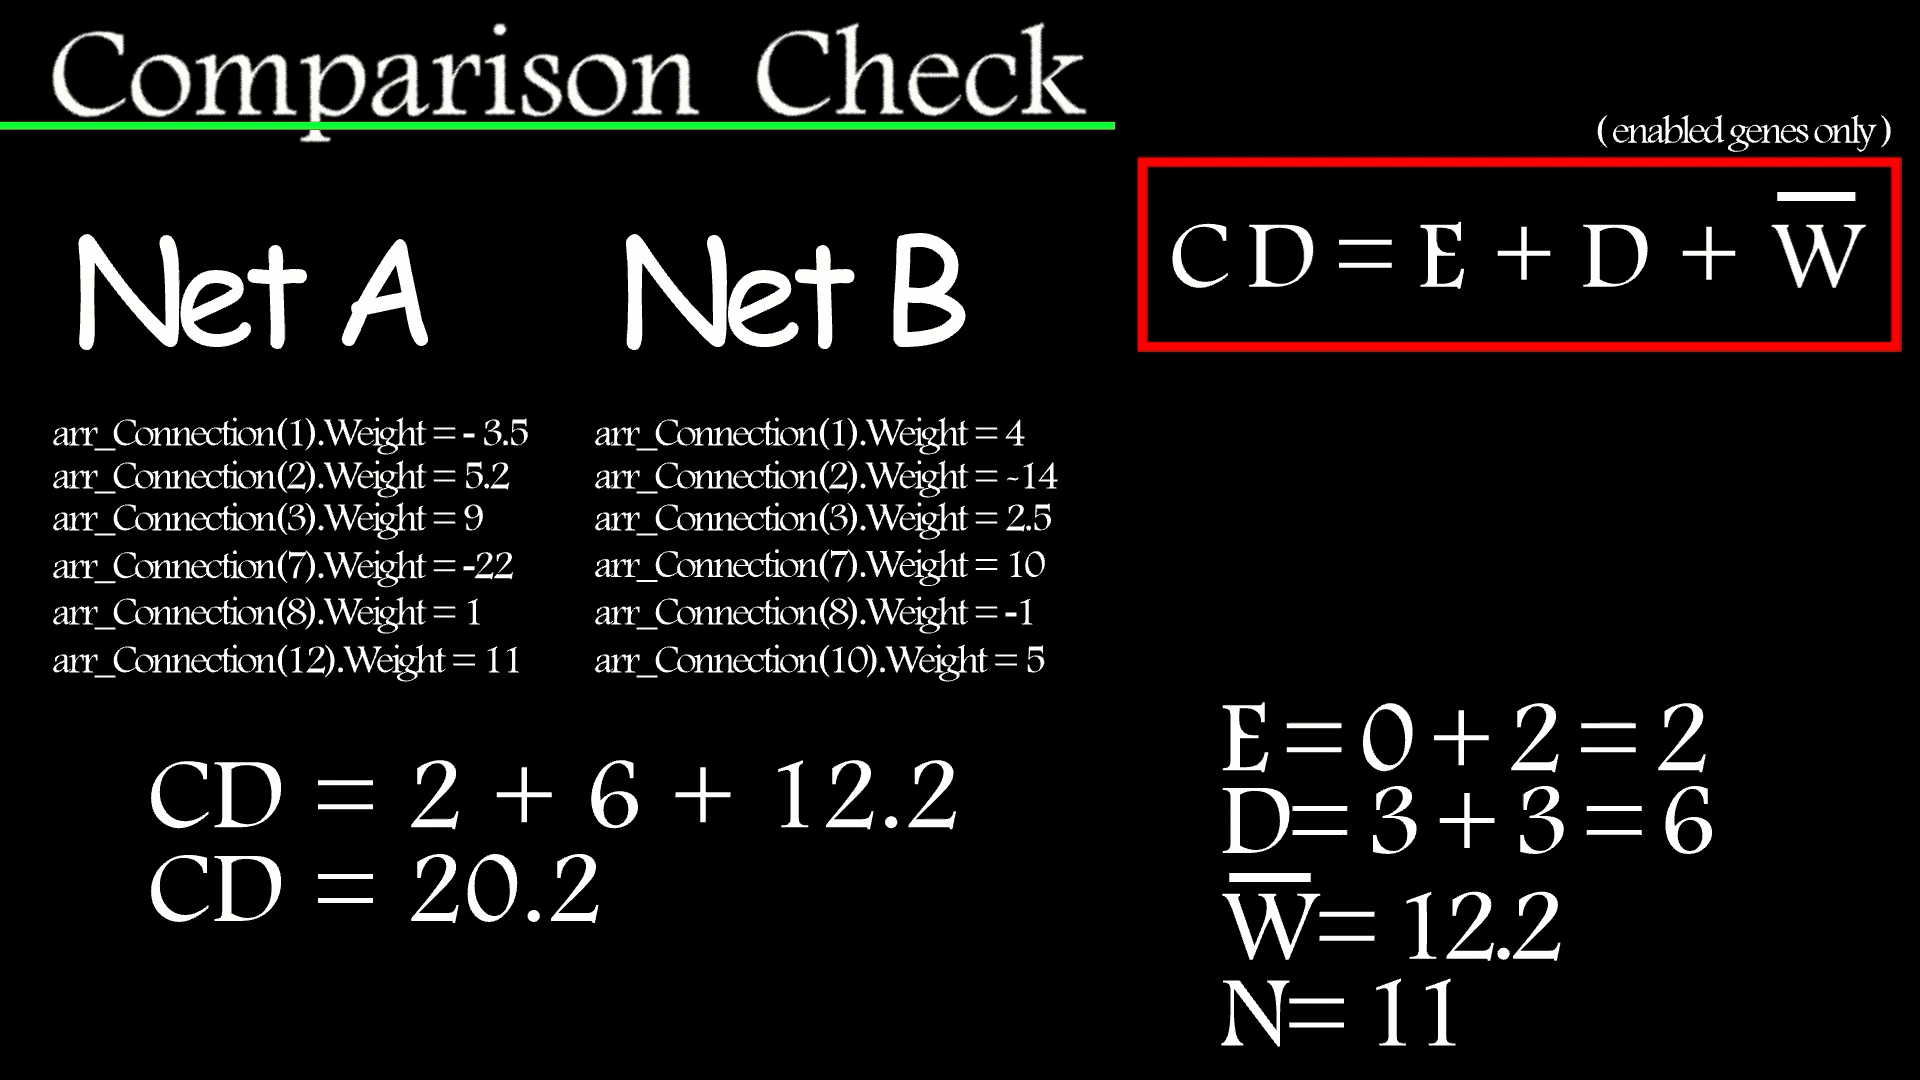 Comparison Check
( enabled genes only )
C D = E + D + W̅
Net A
Net B
arr_Connection(1).Weight = - 3.5
arr_Connection(2).Weight = 5.2
arr_Connection(3).Weight = 9
arr_Connection(7).Weight = -22
arr_Connection(8).Weight = 1
arr_Connection(12).Weight = 11
arr_Connection(1).Weight = 4
arr_Connection(2).Weight = ~14
arr_Connection(3).Weight = 2.5
arr_Connection(7).Weight = 10
arr_Connection(8).Weight = -1
arr_Connection(10).Weight = 5
CD = 2 + 6 + 12.2
CD = 20.2
E = 0 + 2 = 2
D= 3 + 3 = 6
W̅= 12.2
N= 11